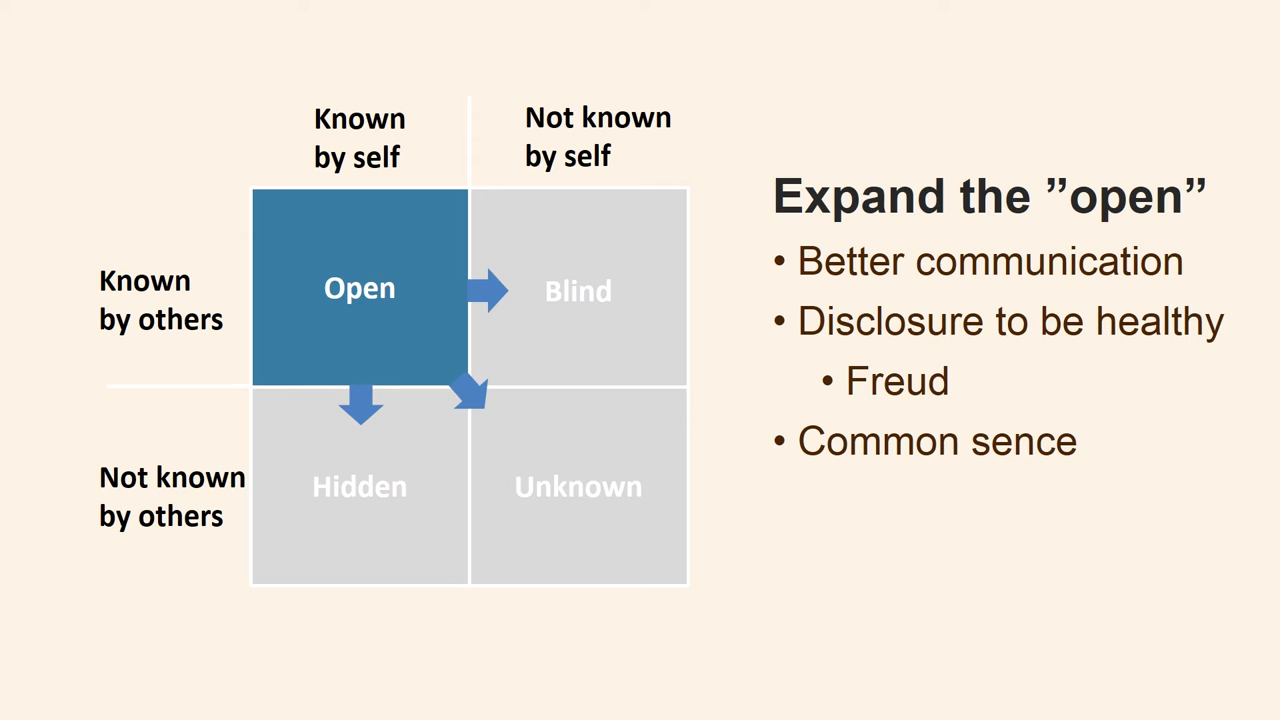 Known
by self
Not known
by self
Known
by others
Open
Blind
Not known
by others
Hidden
Unknown
Expand the ”open”
• Better communication
• Disclosure to be healthy
• Freud
• Common sence